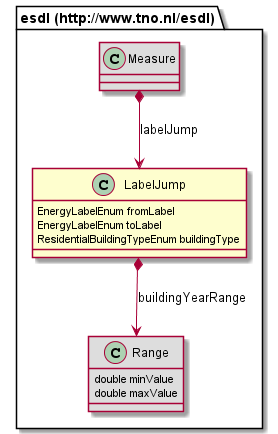 esdl (http://www.tno.nl/esdl)
C Measure
labelJump
C LabelJump
EnergyLabelEnum fromLabel
EnergyLabelEnum toLabel
ResidentialBuildingTypeEnum buildingType
buildingYearRange
C Range
double minValue
double maxValue